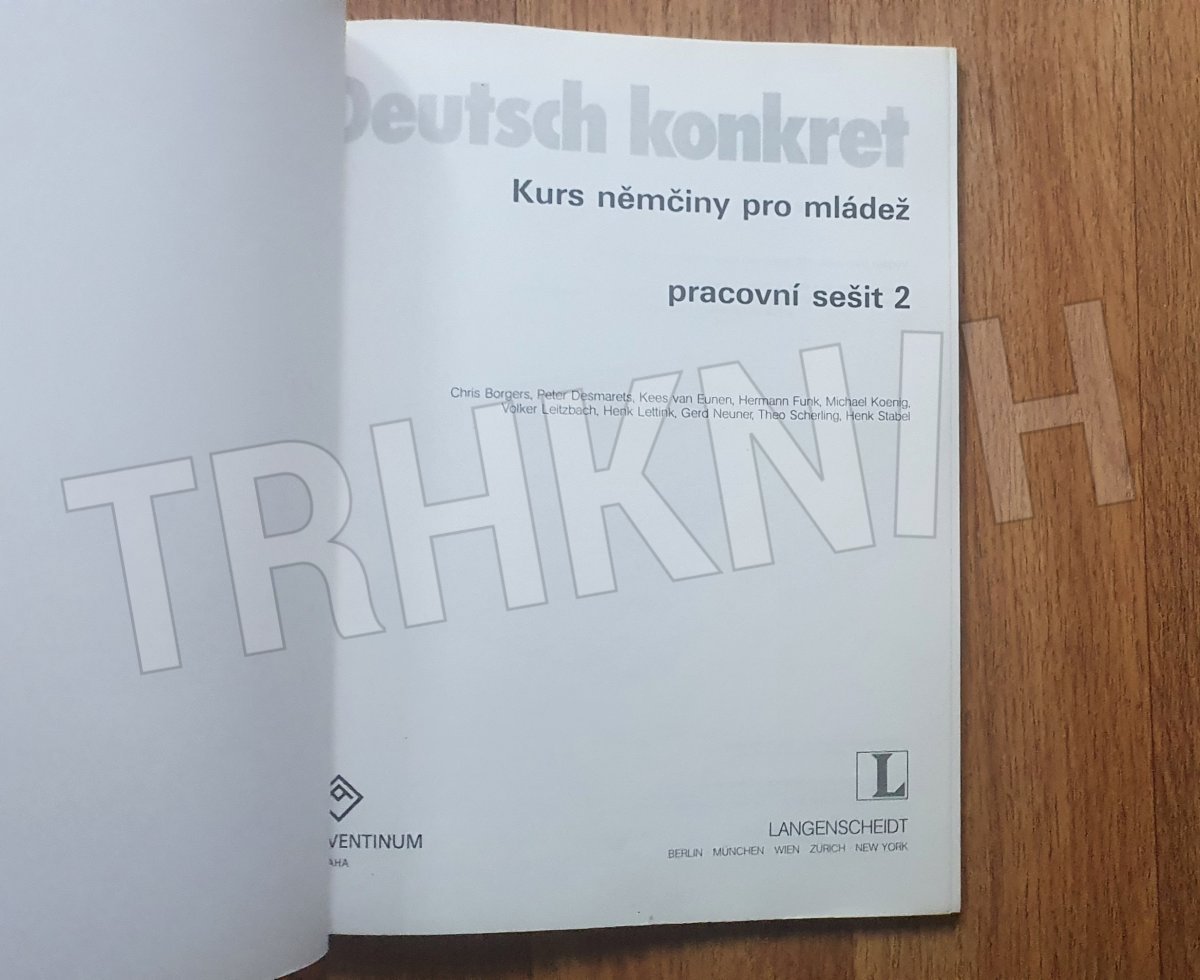 Deutsch konkret
Kurs němčiny pro mládež
pracovní sešit 2
Chris Borgers, Peter Desmarets, Kees van Eunen, Hermann Funk, Michael Koenig,
Volker Leitzbach, Henk Lettink, Gerd Neuner, Theo Scherling, Henk Stabel
TRHKNIH
L
VENTINUM
AHA
LANGENSCHEIDT
BERLIN · MÜNCHEN · WIEN · ZÜRICH · NEW YORK